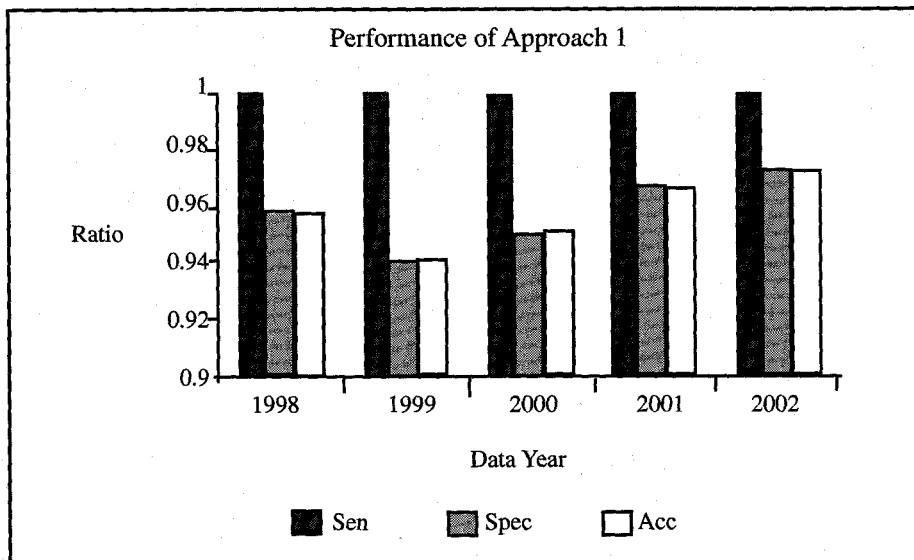 Performance of Approach 1
1
0.98
0.96
Ratio
0.94
0.92
0.9
1998 1999 2000 2001 2002
Data Year
Sen Spec Acc